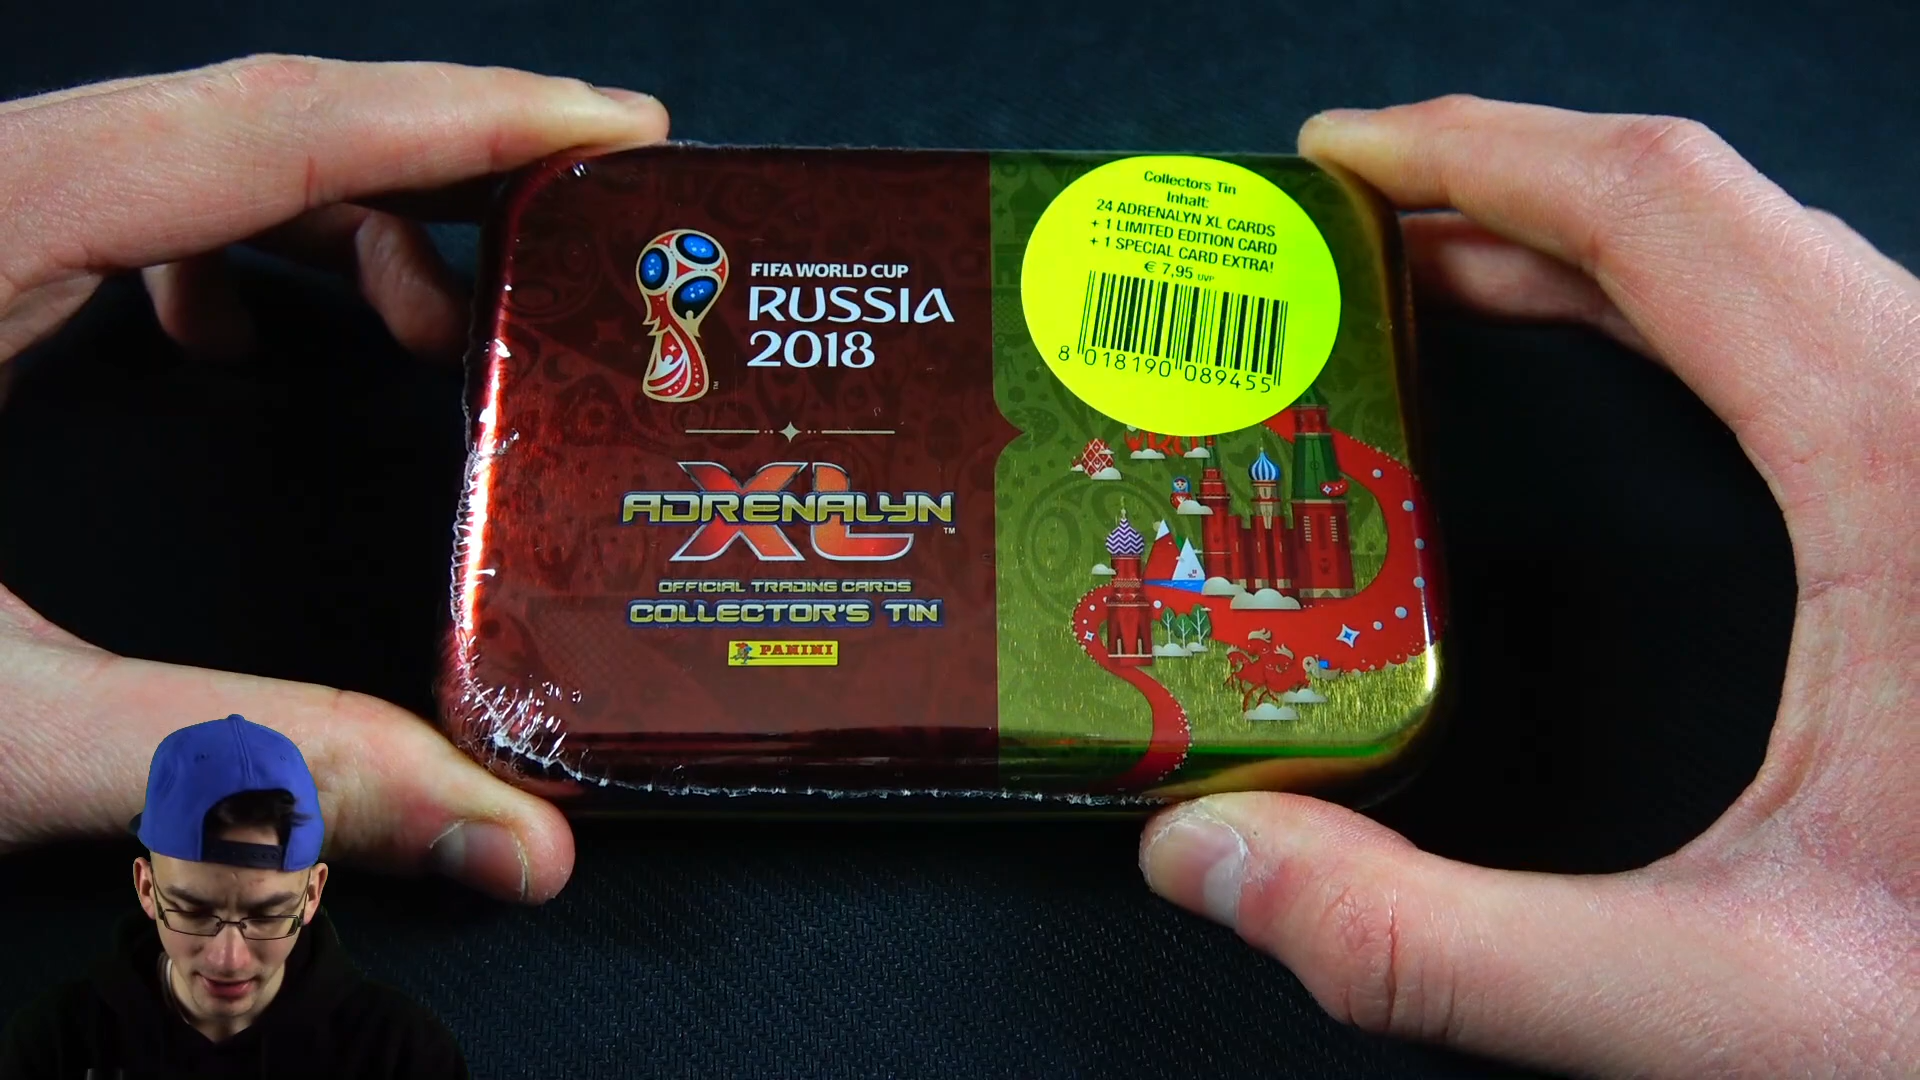 FIFA WORLD CUP
RUSSIA
2018
ADRENALYN
XL
TM
OFFICIAL TRADING CARDS
COLLECTOR'S TIN
PANINI
Collectors Tin
Inhalt:
24 ADRENALYN XL CARDS
+ 1 LIMITED EDITION CARD
+ 1 SPECIAL CARD EXTRA!
€ 7,95 UVP
8 018190 089455